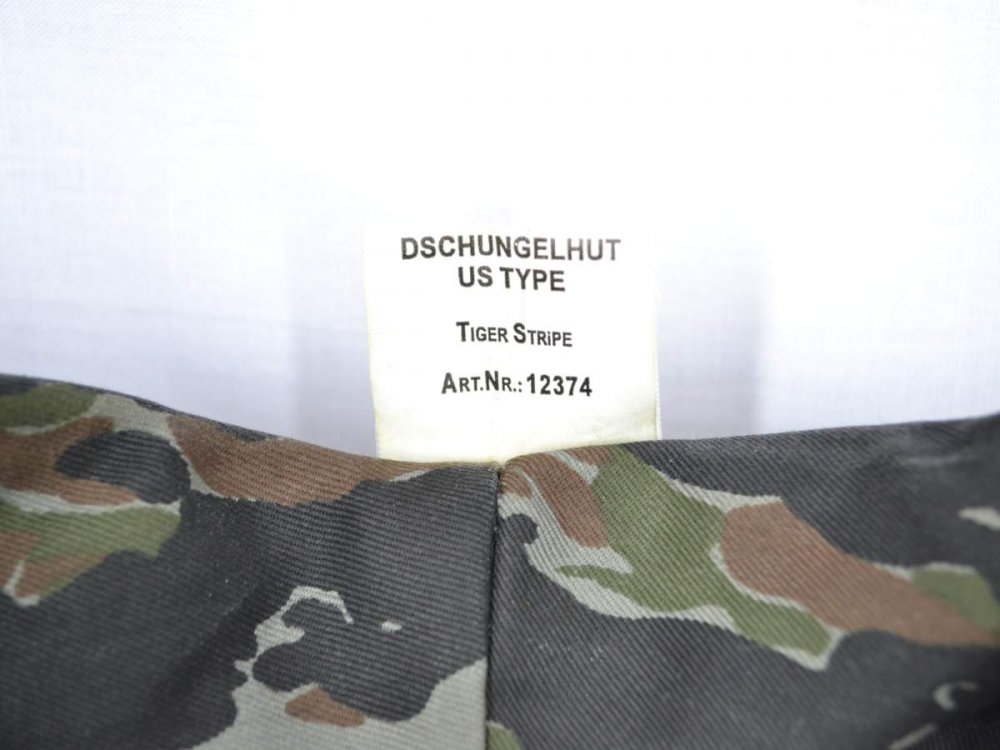 DSCHUNGELHUT
US TYPE
TIGER STRiPE
ART.NR.: 12374